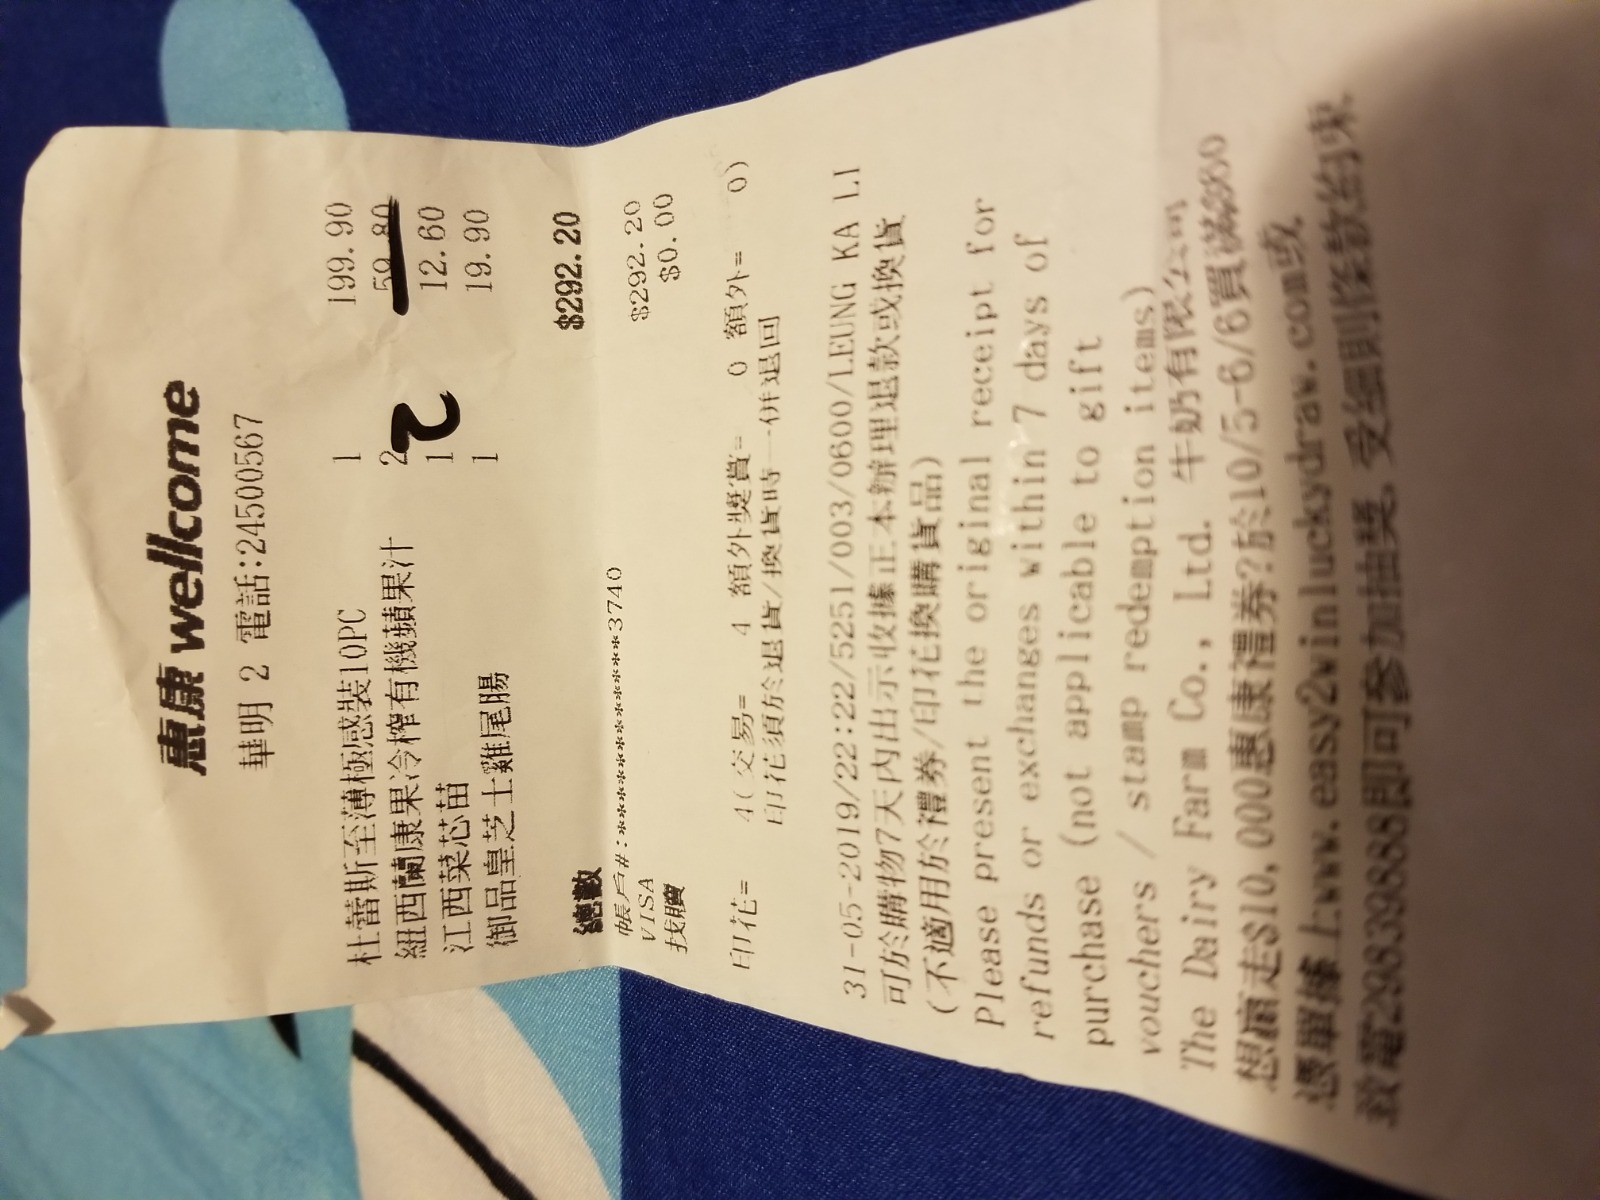 惠康 wellcome
華明 2 電話:24500567
杜蕾斯至薄極感裝10PC 1 199.90
紐西蘭康果冷榨有機蘋果汁 2 59.80
江西菜芯苗 1 12.60
御品皇芝士雞尾腸 1 19.90
總數 $292.20
帳戶#:************3740
VISA $292.20
找贖 $0.00
印花= 4(交易= 4 額外獎賞= 0 額外= 0)
印花須於退貨/換貨時一併退回
31-05-2019/22:22/5251/003/0600/LEUNG KA LI
可於購物7天內出示收據正本辦理退款或換貨
(不適用於禮券/印花換購貨品)
Please present the original receipt for
refunds or exchanges within 7 days of
purchase (not applicable to gift
vouchers / stamp redemption items)
The Dairy Farm Co., Ltd. 牛奶有限公司
想贏走$10,000惠康禮券?於10/5-6/6買滿$80
憑單據上www.easy2winluckydraw.com或
致電29839888即可參加抽獎,受細則條款約束